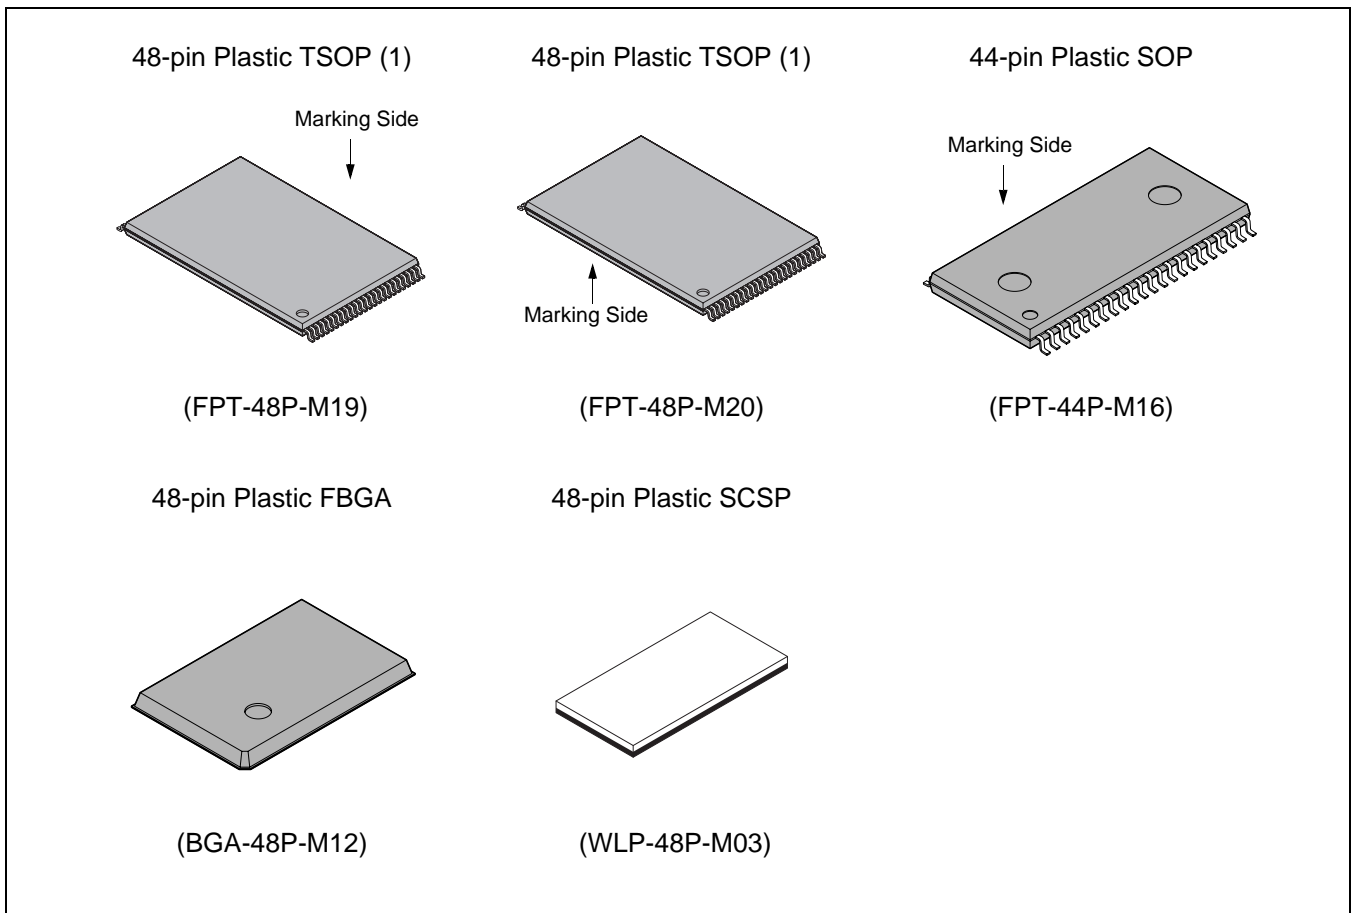 48-pin Plastic TSOP (1)
48-pin Plastic TSOP (1)
44-pin Plastic SOP
Marking Side
Marking Side
Marking Side
(FPT-48P-M19)
(FPT-48P-M20)
(FPT-44P-M16)
48-pin Plastic FBGA
48-pin Plastic SCSP
(BGA-48P-M12)
(WLP-48P-M03)